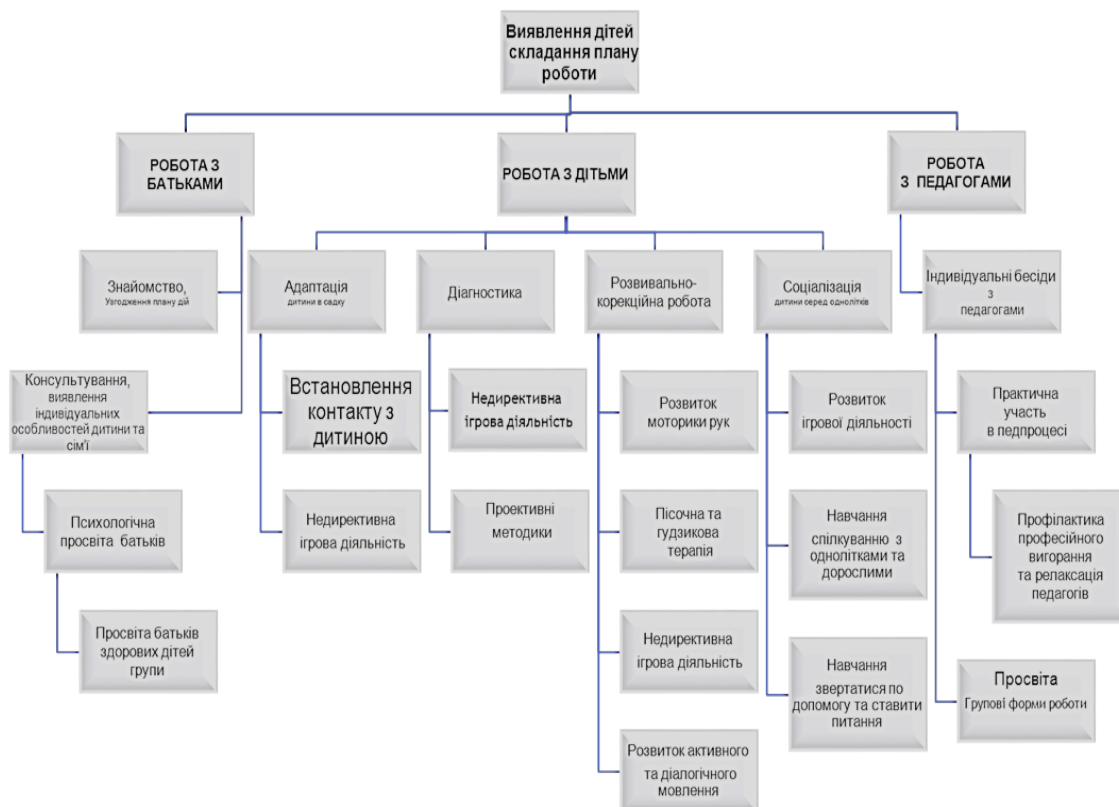 Виявлення дітей
складання плану
роботи
РОБОТА З
БАТЬКАМИ
РОБОТА З ДІТЬМИ
РОБОТА
З ПЕДАГОГАМИ
Знайомство,
Узгодження плану дій
Адаптація
дитини в садку
Діагностика
Розвивально-
корекційна робота
Соціалізація
дитини серед однолітків
Індивідуальні бесіди
з
педагогами
Консультування,
виявлення
індивідуальних
особливостей дитини та
сім'ї
Встановлення
контакту з
дитиною
Недирективна
ігрова діяльність
Розвиток
моторики рук
Розвиток
ігрової діяльності
Практична
участь
в педпроцесі
Психологічна
просвіта батьків
Недирективна
ігрова діяльність
Проективні
методики
Пісочна та
гудзикова
терапія
Навчання
спілкуванню з
однолітками та
дорослими
Профілактика
професійного
вигорання
та релаксація
педагогів
Просвіта батьків
здорових дітей
групи
Недирективна
ігрова діяльність
Навчання
звертатися по
допомогу та ставити
питання
Просвіта
Групові форми роботи
Розвиток активного
та діалогічного
мовлення